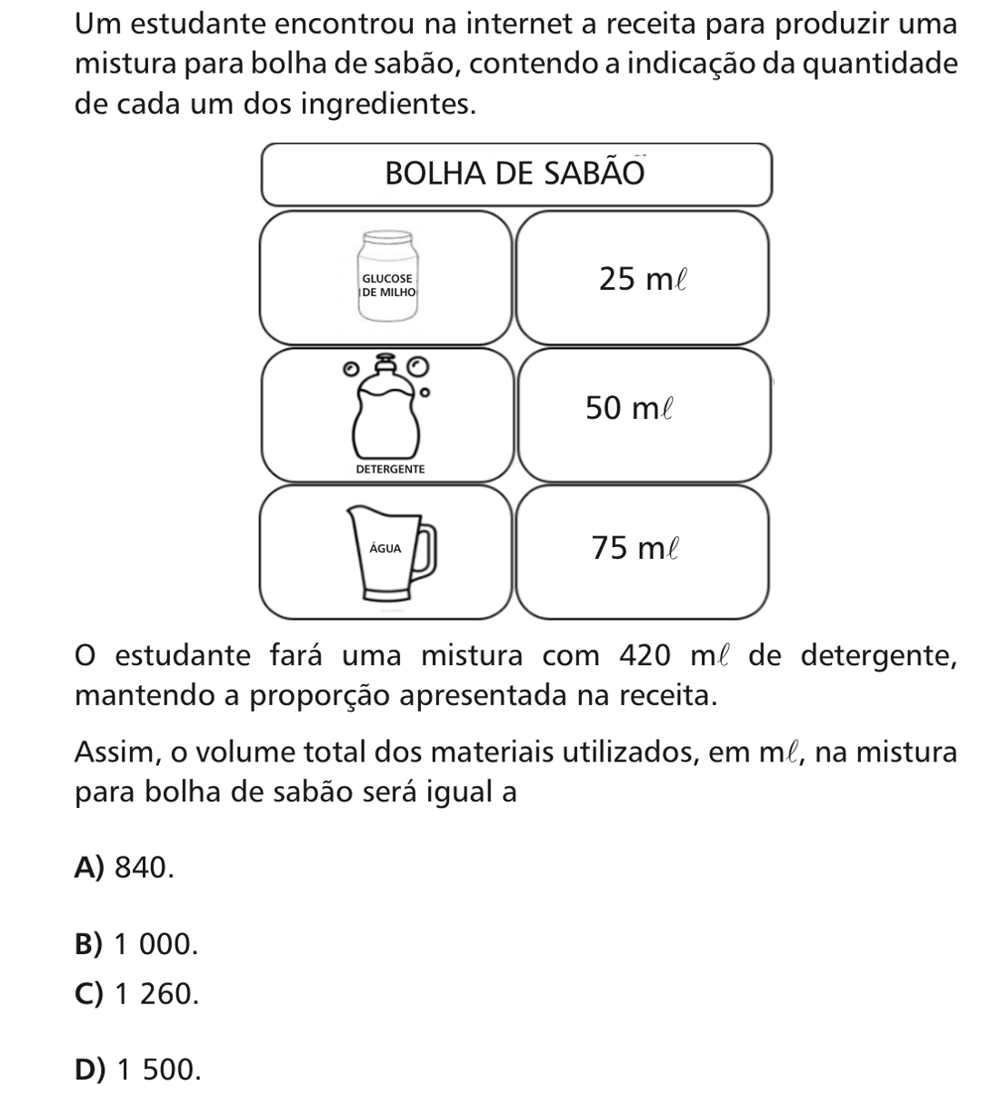 Um estudante encontrou na internet a receita para produzir uma
mistura para bolha de sabão, contendo a indicação da quantidade
de cada um dos ingredientes.
BOLHA DE SABÃO
GLUCOSE
DE MILHO
25 mℓ
50 mℓ
DETERGENTE
ÁGUA
75 mℓ
O estudante fará uma mistura com 420 mℓ de detergente,
mantendo a proporção apresentada na receita.
Assim, o volume total dos materiais utilizados, em mℓ, na mistura
para bolha de sabão será igual a
A) 840.
B) 1 000.
C) 1 260.
D) 1 500.